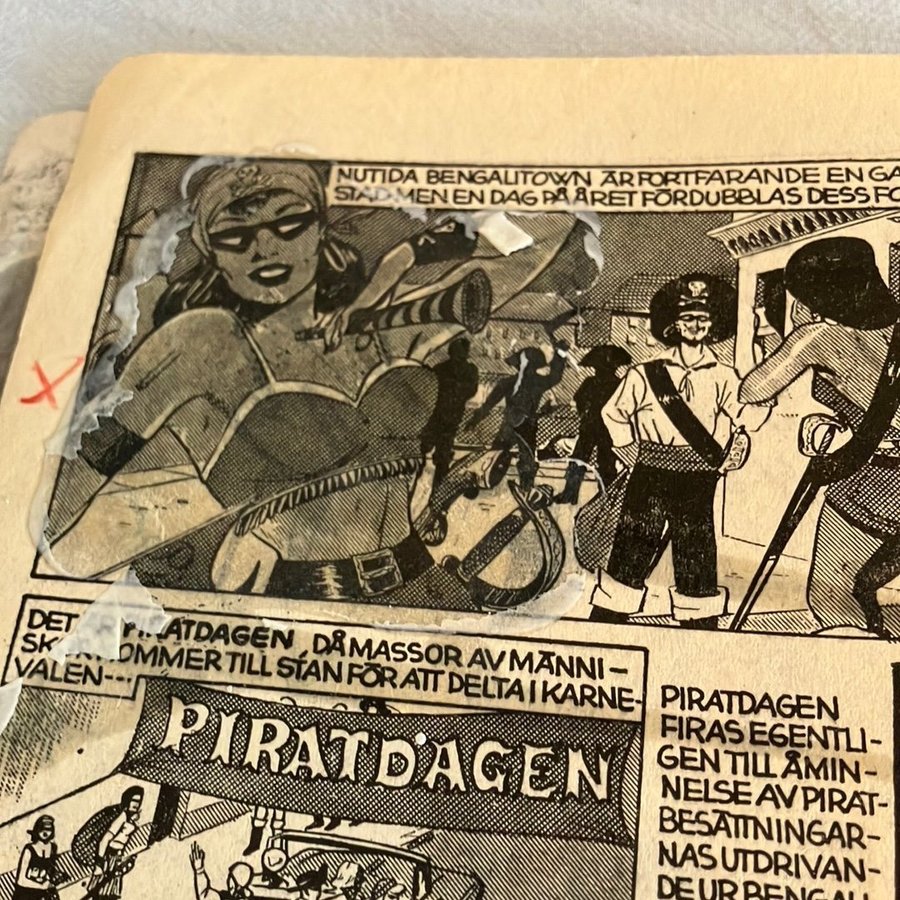 NUTIDA BENGALITOWN ÄR FORTFARANDE EN
STAD MEN EN DAG PÅ ÅRET FÖRDUBBLAS DESS
DET PIRATDAGEN DÅ MASSOR AV MÄNNI-
KOMMER TILL STAN FÖR ATT DELTA I KARNE-
VALEN---
PIRATDAGEN
PIRATDAGEN
FIRAS EGENTLI-
GEN TILL ÅMIN-
NELSE AV PIRAT-
BESÄTTNINGAR-
NAS UTDRIVAN-
DE UR